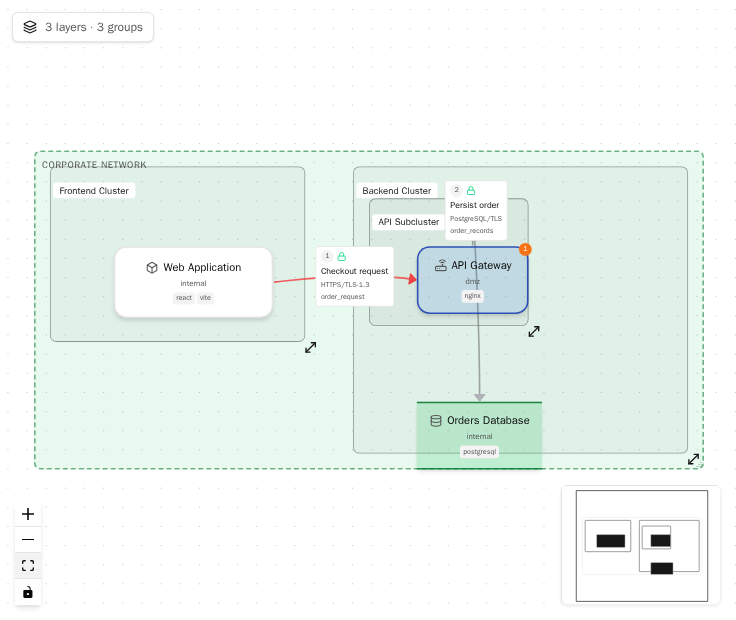 3 layers · 3 groups
CORPORATE NETWORK
Frontend Cluster
Web Application
internal
react vite
1
Checkout request
HTTPS/TLS-1.3
order_request
Backend Cluster
API Subcluster
2
Persist order
PostgreSQL/TLS
order_records
1
API Gateway
dmz
nginx
Orders Database
internal
postgresql